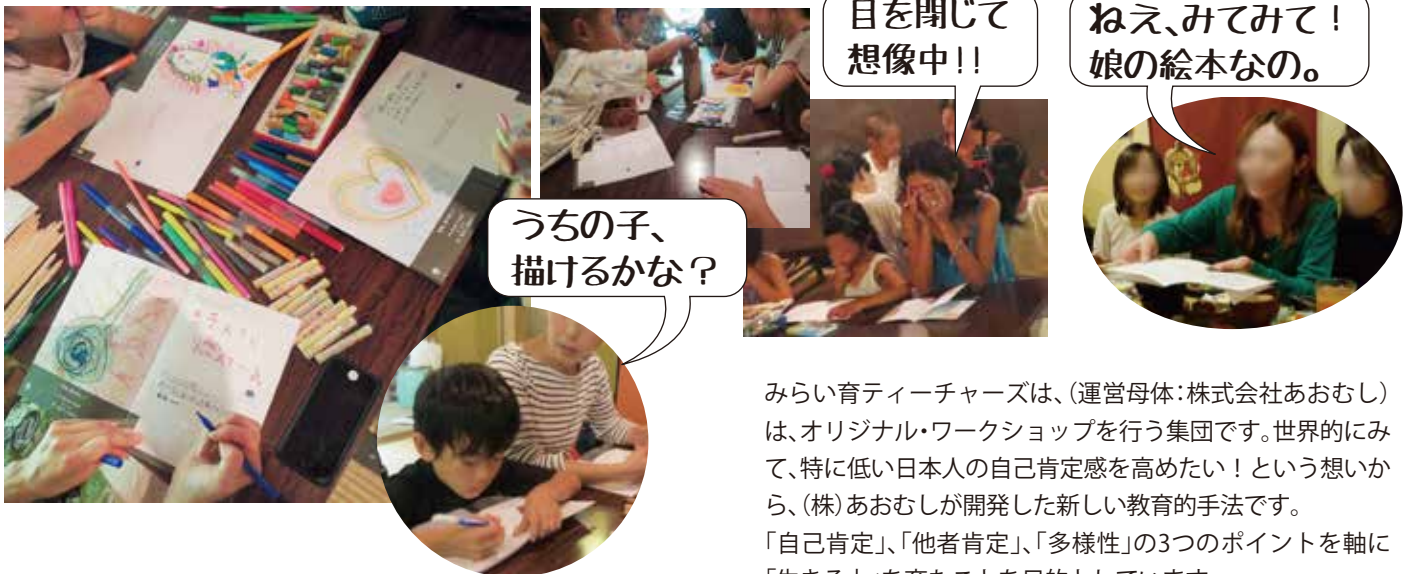 目を閉じて
想像中!!
ねえ、みてみて！
娘の絵本なの。
うちの子、
描けるかな？
みらい育ティーチャーズは、（運営母体：株式会社あおむし）
は、オリジナル・ワークショップを行う集団です。世界的にみ
て、特に低い日本人の自己肯定感を高めたい！という想いか
ら、（株）あおむしが開発した新しい教育的手法です。
「自己肯定」、「他者肯定」、「多様性」の3つのポイントを軸に